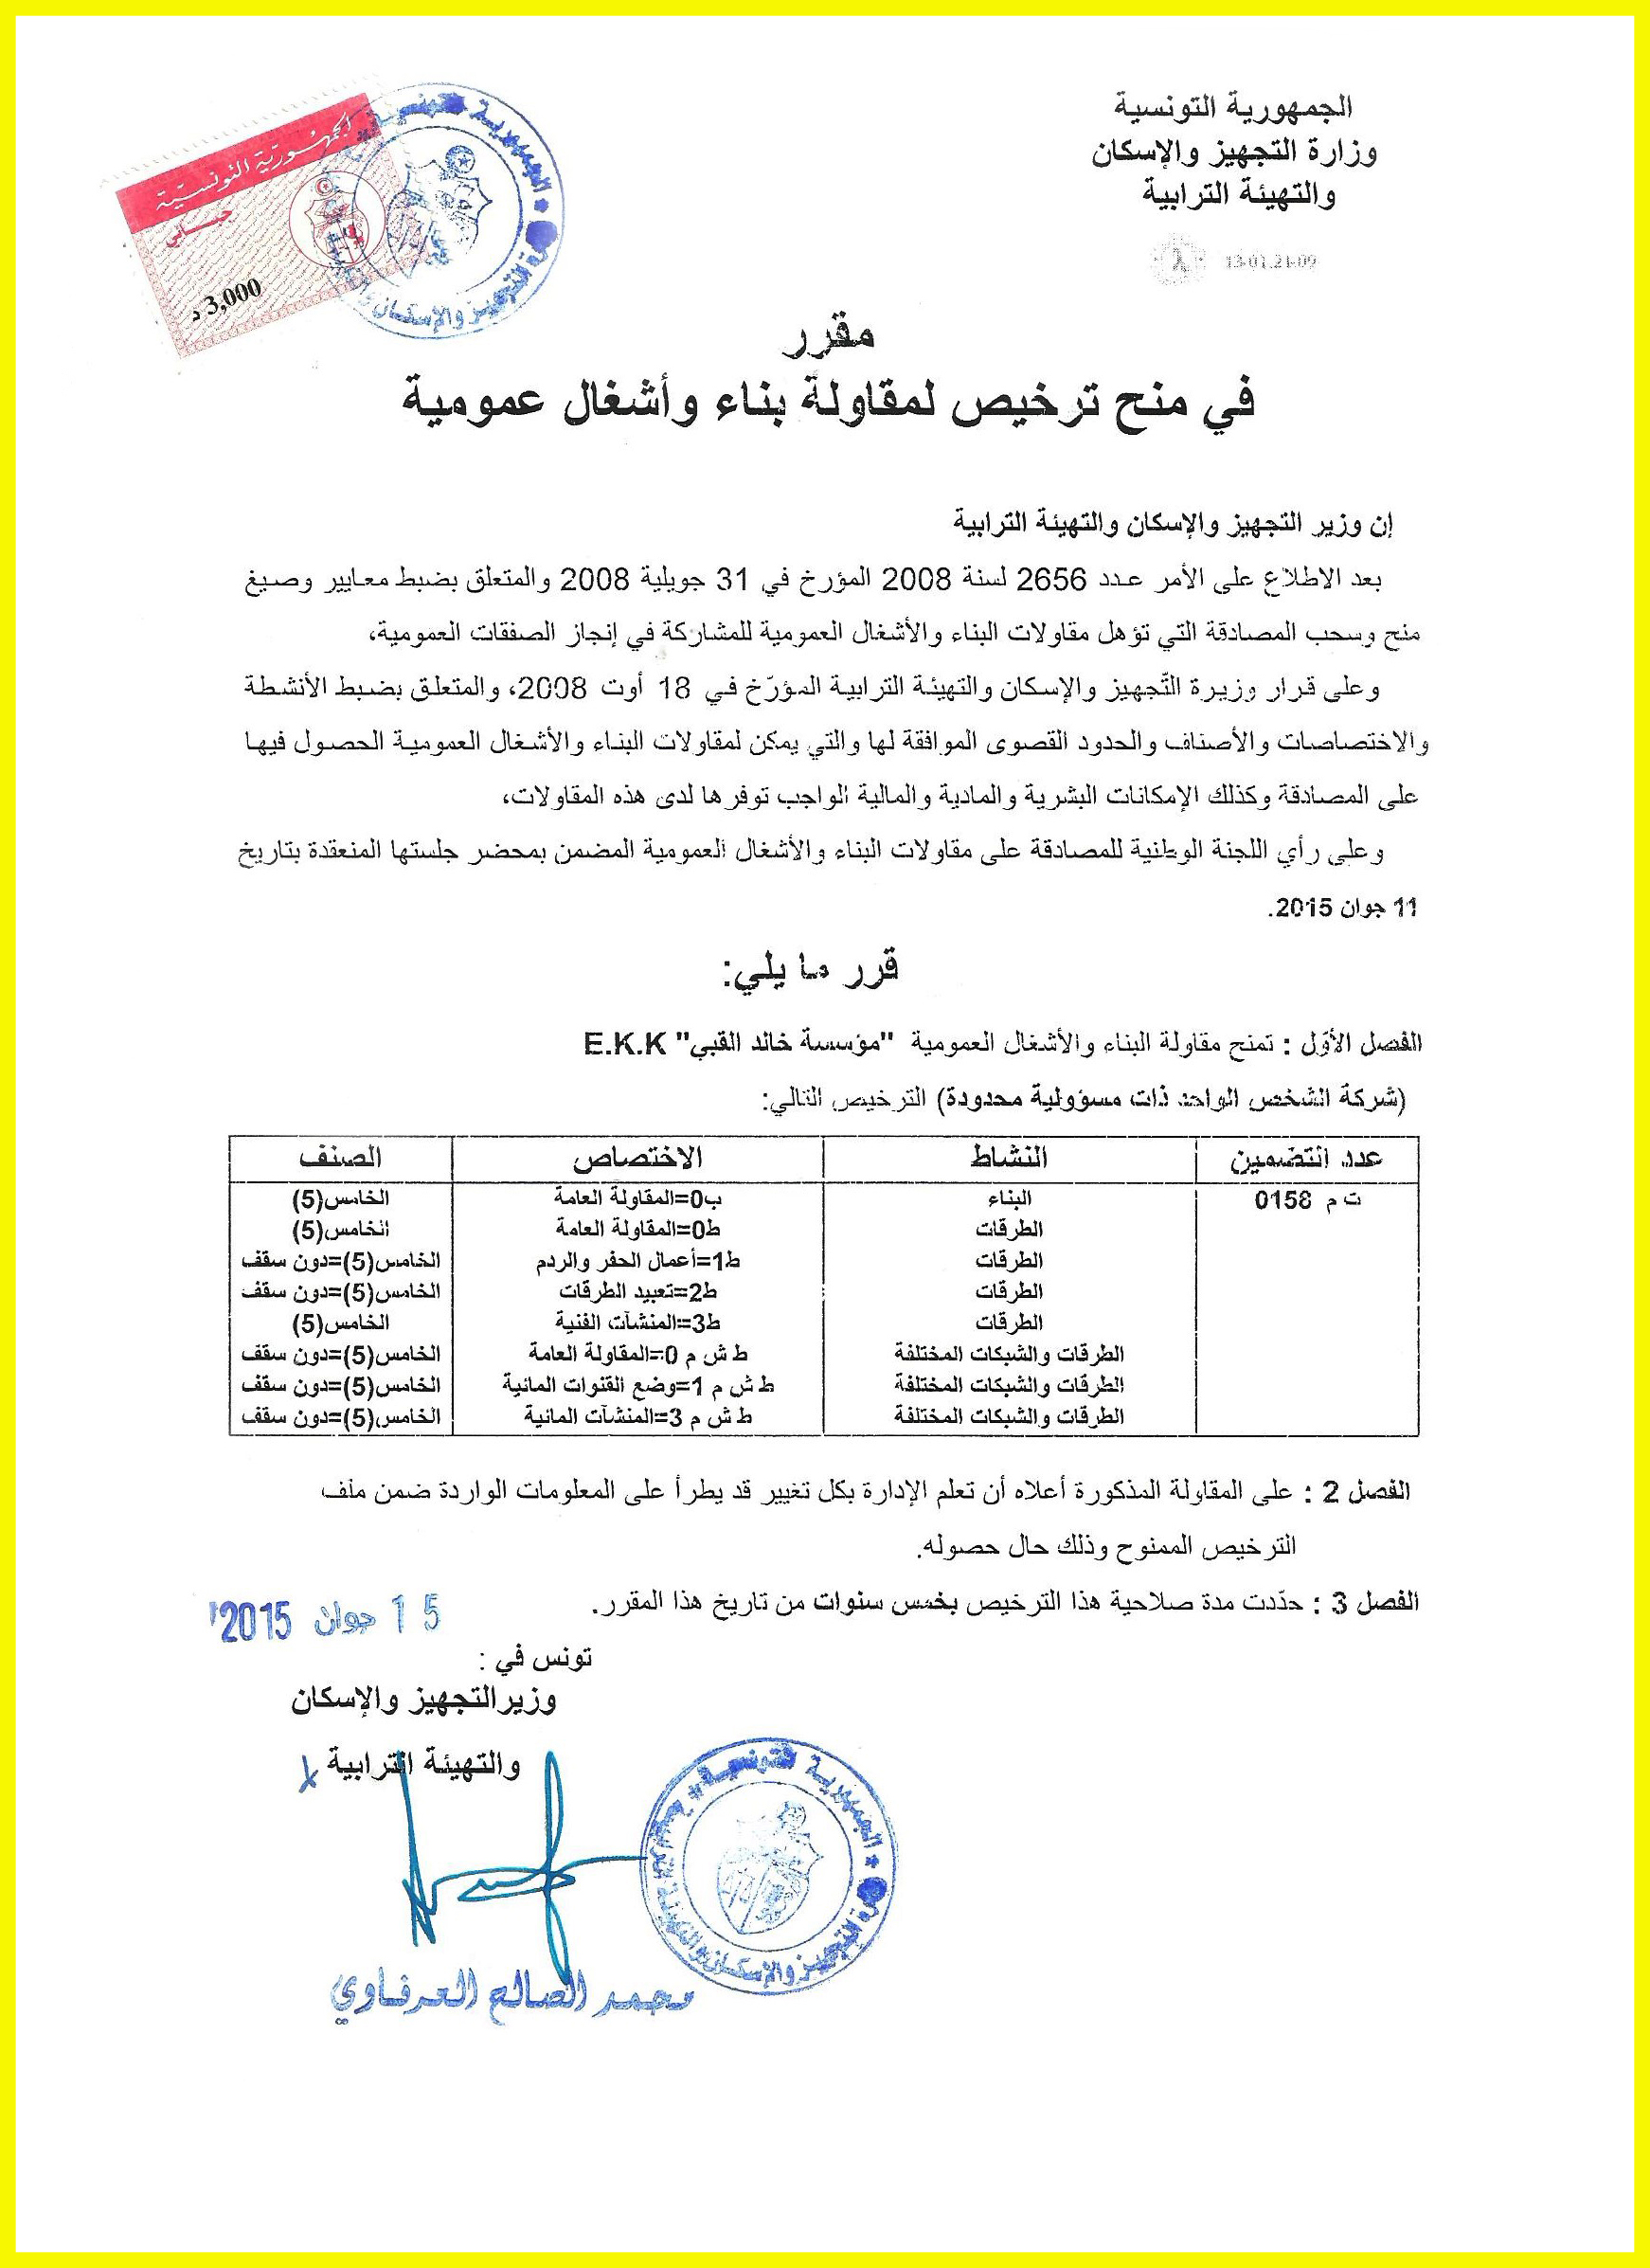 الجمهورية التونسية
وزارة التجهيز والإسكان
والتهيئة الترابية
13-01.21-09
الجمهورية التونسية
جبائي
3,000 د
مقرر
في منح ترخيص لمقاولة بناء وأشغال عمومية
إن وزير التجهيز والإسكان والتهيئة الترابية
بعد الاطلاع على الأمر عدد 2656 لسنة 2008 المؤرخ في 31 جويلية 2008 والمتعلق بضبط معايير وصيغ
منح وسحب المصادقة التي تؤهل مقاولات البناء والأشغال العمومية للمشاركة في إنجاز الصفقات العمومية،
وعلى قرار وزيرة التّجهيز والإسكان والتهيئة الترابية المؤرّخ في 18 أوت 2008، والمتعلق بضبط الأنشطة
والاختصاصات والأصناف والحدود القصوى الموافقة لها والتي يمكن لمقاولات البناء والأشغال العمومية الحصول فيها
على المصادقة وكذلك الإمكانات البشرية والمادية والمالية الواجب توفرها لدى هذه المقاولات،
وعلى رأي اللجنة الوطنية للمصادقة على مقاولات البناء والأشغال العمومية المضمن بمحضر جلستها المنعقدة بتاريخ
11 جوان 2015.
قرر ما يلي:
الفصل الأوّل : تمنح مقاولة البناء والأشغال العمومية "مؤسسة خالد القبي" E.K.K
(شركة الشخص الواحد ذات مسؤولية محدودة) الترخيص التالي:
عدد التضمين النشاط الاختصاص الصنف
ت م 0158 البناء ب0=المقاولة العامة الخامس(5)
الطرقات ط0=المقاولة العامة الخامس(5)
الطرقات ط1=أعمال الحفر والردم الخامس(5)=دون سقف
الطرقات ط2=تعبيد الطرقات الخامس(5)=دون سقف
الطرقات ط3=المنشآت الفنية الخامس(5)
الطرقات والشبكات المختلفة ط ش م 0=المقاولة العامة الخامس(5)=دون سقف
الطرقات والشبكات المختلفة ط ش م 1=وضع القنوات المائية الخامس(5)=دون سقف
الطرقات والشبكات المختلفة ط ش م 3=المنشآت المائية الخامس(5)=دون سقف
الفصل 2 : على المقاولة المذكورة أعلاه أن تعلم الإدارة بكل تغيير قد يطرأ على المعلومات الواردة ضمن ملف
الترخيص الممنوح وذلك حال حصوله.
الفصل 3 : حدّدت مدة صلاحية هذا الترخيص بخمس سنوات من تاريخ هذا المقرر.
15 جوان 2015
تونس في :
وزيرالتجهيز والإسكان
والتهيئة الترابية
الجمهورية التونسية
التجهيز والإسكان والتهيئة
محمد الصالح العرفاوي